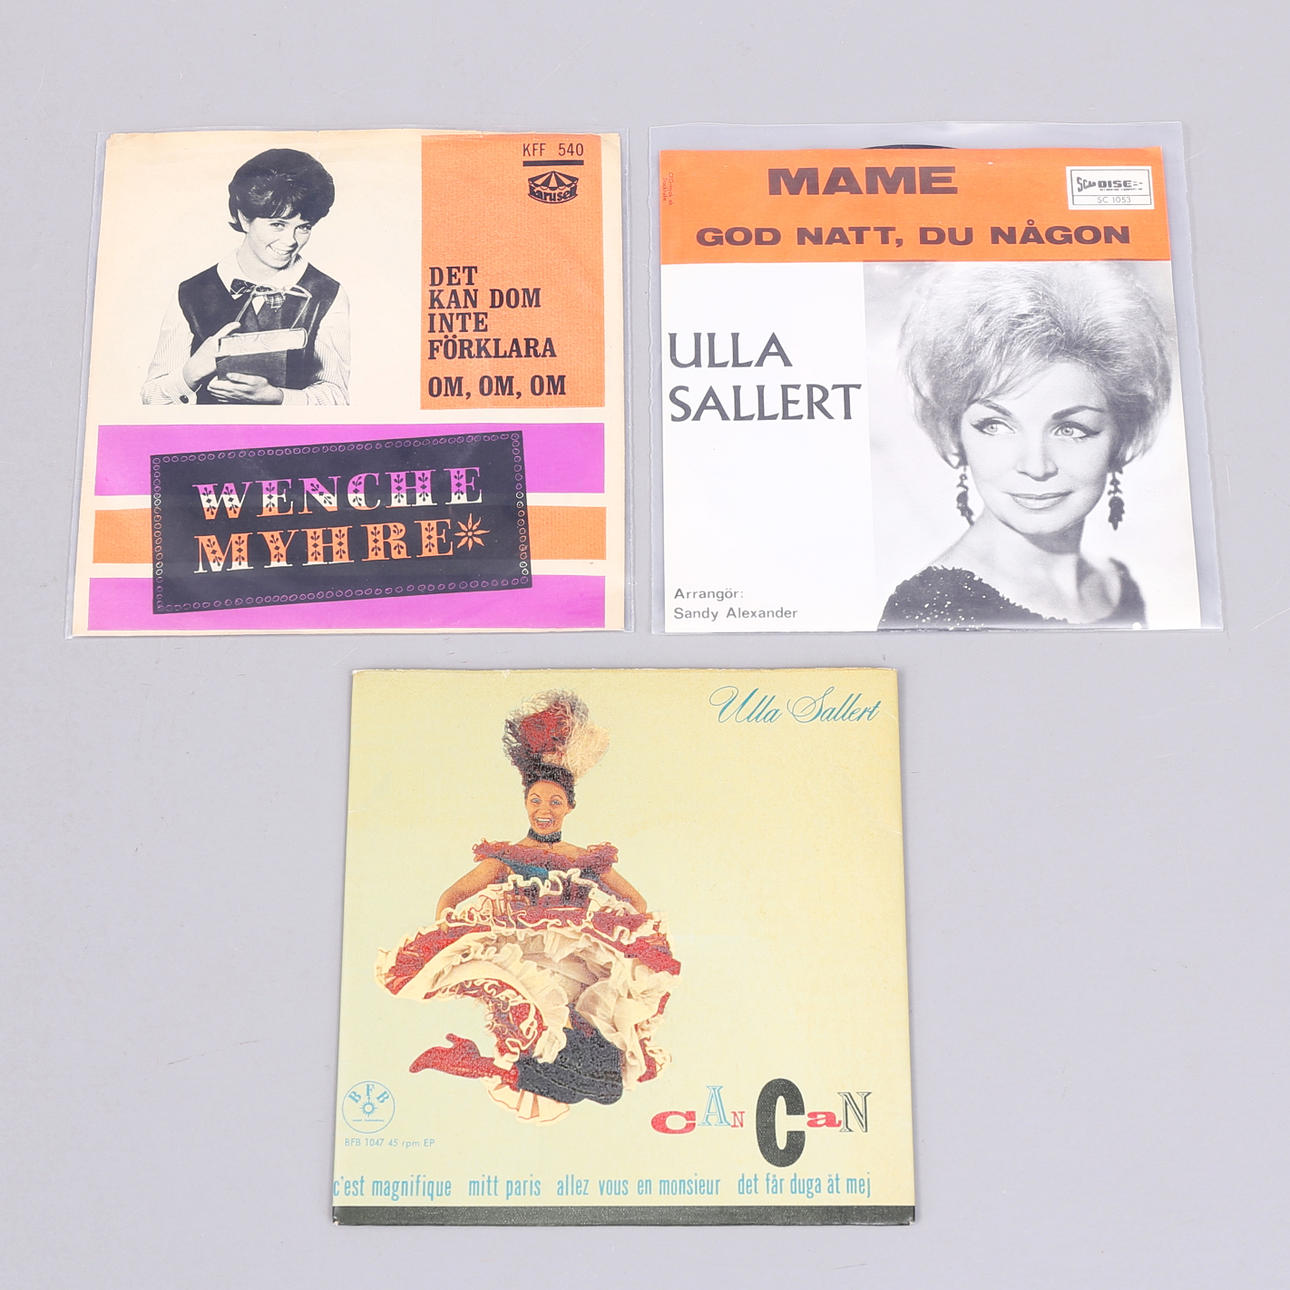 KFF 540
Karusell
DET
KAN DOM
INTE
FÖRKLARA
OM, OM, OM
WENCHE
MYHRE
MAME
GOD NATT, DU NÅGON
SCAN DISC
SC 1053
ULLA
SALLERT
Arrangör:
Sandy Alexander
Ulla Sallert
CAN CaN
BFB
BFB 1047 45 rpm EP
c'est magnifique mitt paris allez vous en monsieur det får duga åt mej